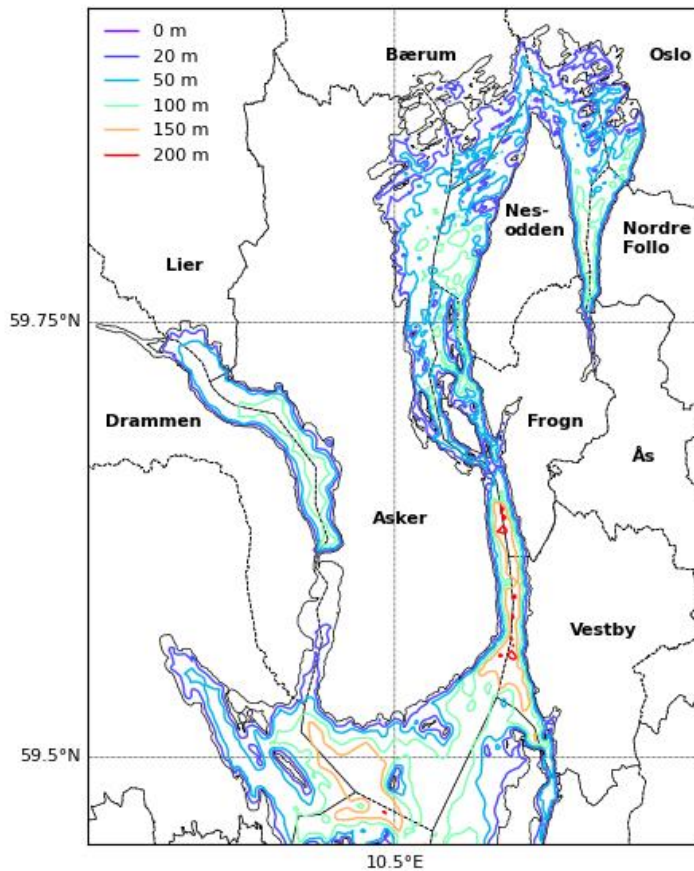 0 m
20 m
50 m
100 m
150 m
200 m
Bærum
Oslo
Nes-
odden
Nordre
Follo
Lier
59.75°N
Drammen
Frogn
Ås
Asker
Vestby
59.5°N
10.5°E